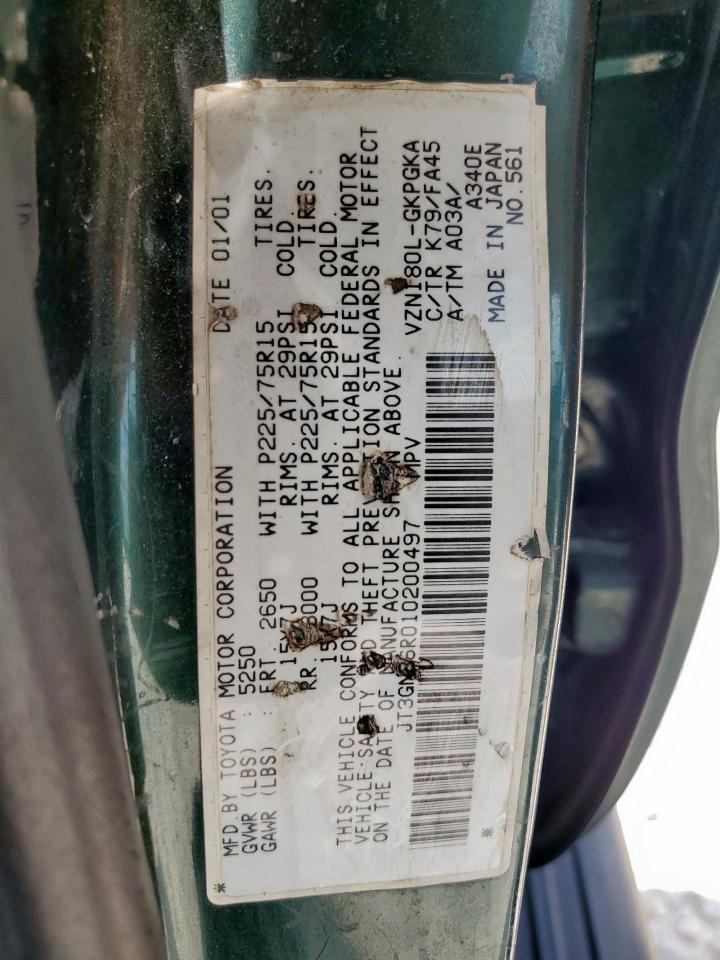 MFD. BY TOYOTA MOTOR CORPORATION DATE 01/01
GVWR (LBS) : 5250
GAWR (LBS) : FRT. 2650 WITH P225/75R15 TIRES.
RIMS. AT 29PSI COLD.
RR. WITH P225/75R15 TIRES.
RIMS. AT 29PSI COLD.
THIS VEHICLE CONFORMS TO ALL APPLICABLE FEDERAL MOTOR
VEHICLE SAFETY THEFT STANDARDS IN EFFECT
ON THE DATE OF MANUFACTURE ABOVE.
MPV
VZN180L-GKPGKA
C/TR K79/FA45
A/TM A03A/
A340E
MADE IN JAPAN
NO.561